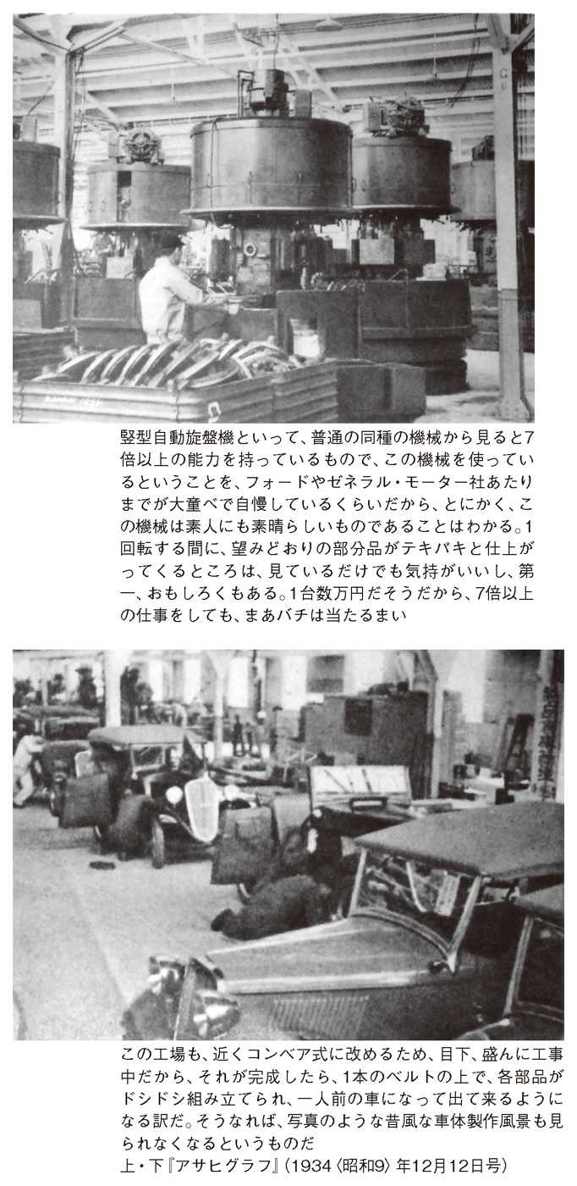 竪型自動旋盤機といって、普通の同種の機械から見ると7
倍以上の能力を持っているもので、この機械を使ってい
るということを、フォードやゼネラル・モーター社あたり
までが大童べで自慢しているくらいだから、とにかく、こ
の機械は素人にも素晴らしいものであることはわかる。1
回転する間に、望みどおりの部分品がテキパキと仕上が
ってくるところは、見ているだけでも気持がいいし、第
一、おもしろくもある。1台数万円だそうだから、7倍以上
の仕事をしても、まあバチは当たるまい
この工場も、近くコンベア式に改めるため、目下、盛んに工事
中だから、それが完成したら、1本のベルトの上で、各部品が
ドシドシ組み立てられ、一人前の車になって出て来るように
なる訳だ。そうなれば、写真のような昔風な車体製作風景も見
られなくなるというものだ
上・下『アサヒグラフ』(1934〈昭和9〉年12月12日号)